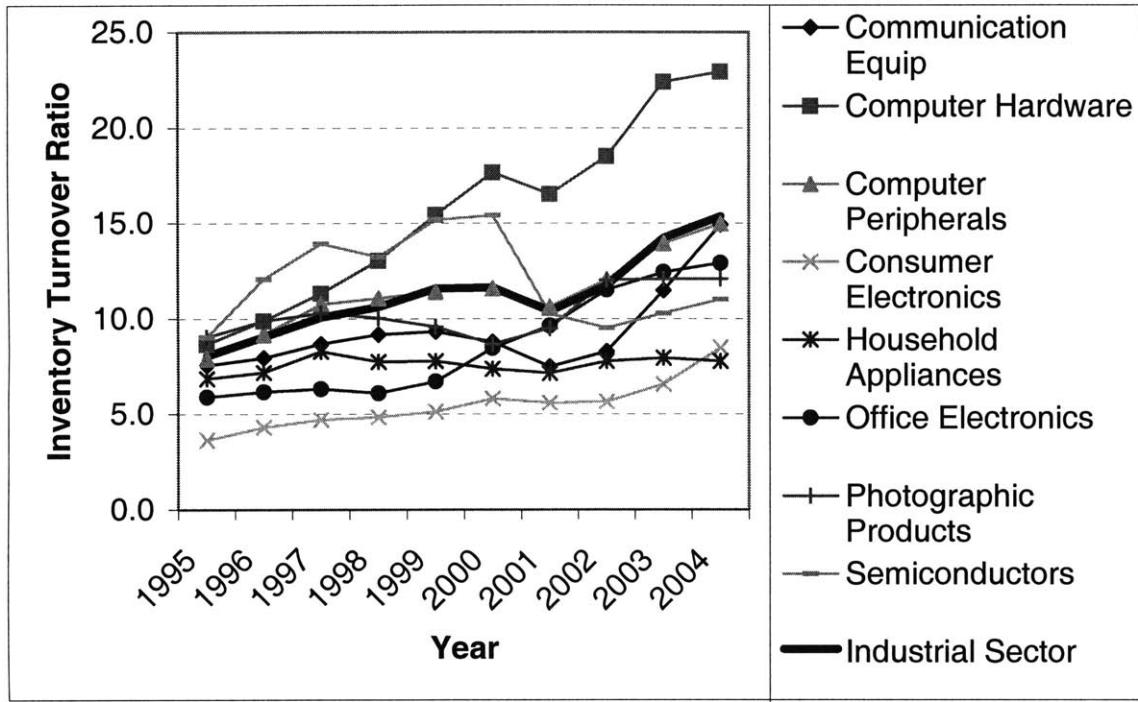 25.0
20.0
15.0
10.0
5.0
0.0
Inventory Turnover Ratio
1995
1996
1997
1998
1999
2000
2001
2002
2003
2004
Year
Communication
Equip
Computer Hardware
Computer
Peripherals
Consumer
Electronics
Household
Appliances
Office Electronics
Photographic
Products
Semiconductors
Industrial Sector